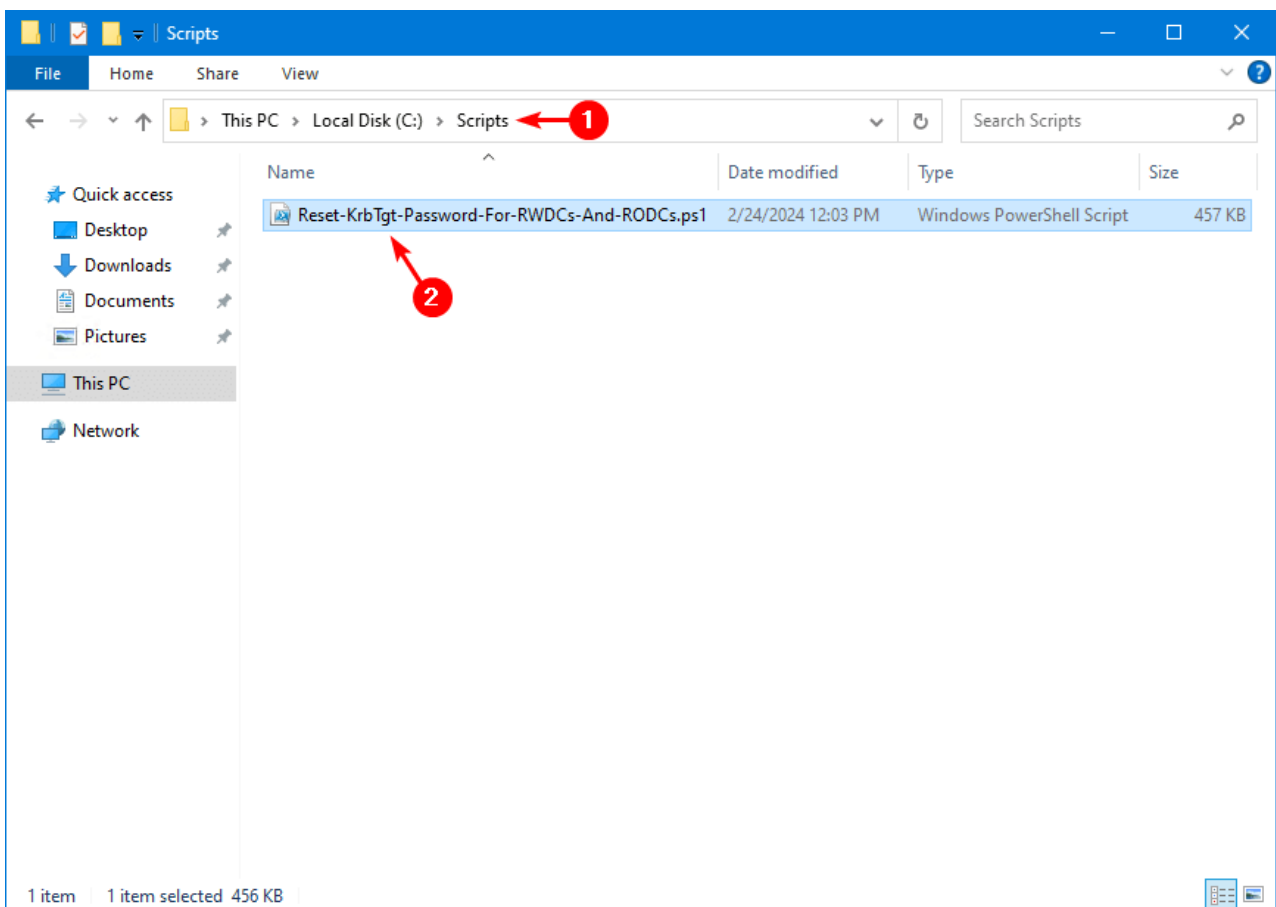 Scripts
File Home Share View
This PC > Local Disk (C:) > Scripts 1 Search Scripts
Name Date modified Type Size
Quick access
Reset-KrbTgt-Password-For-RWDCs-And-RODCs.ps1 2/24/2024 12:03 PM Windows PowerShell Script 457 KB
Desktop
Downloads
2
Documents
Pictures
This PC
Network
1 item 1 item selected 456 KB